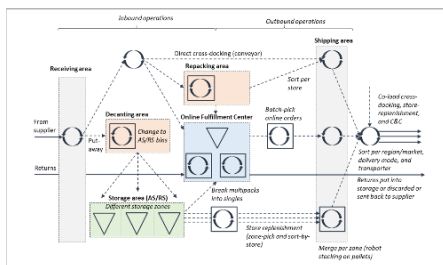 Inbound operations
Outbound operations
Shipping area
Direct cross-docking (conveyor)
Repacking area
Receiving area
Sort per
store
Co-load cross-
docking, store-
replenishment,
and C&C
Decanting area
Online Fulfillment Center
Batch-pick
online orders
From
supplier
Put-
away
Change to
AS/RS bins
Sort per region/market,
delivery mode, and
transporter
Returns
Returns put into
storage or discarded or
sent back to supplier
Storage area (AS/RS)
Different storage zones
Break multipacks
into singles
Store replenishment
(zone-pick and sort-by-
store)
Merge per zone (robot
stacking on pallets)